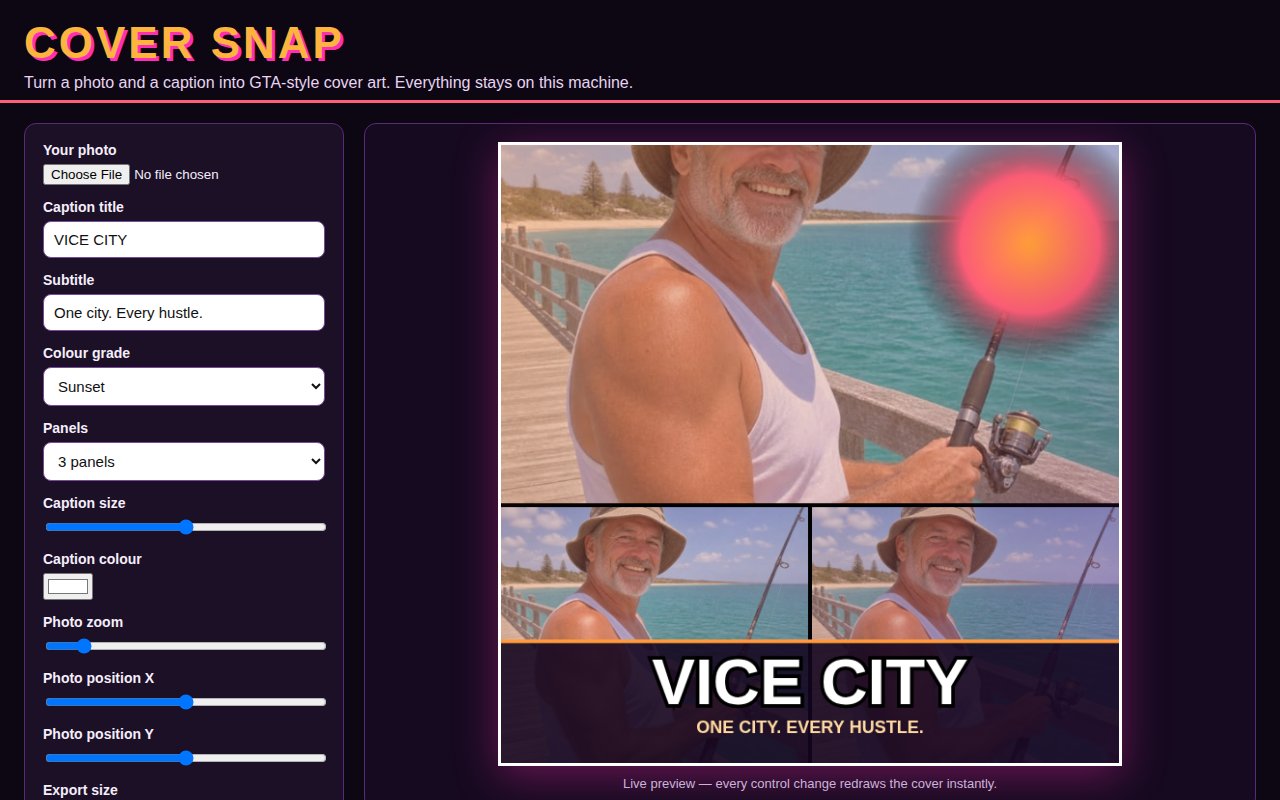 COVER SNAP
Turn a photo and a caption into GTA-style cover art. Everything stays on this machine.
Your photo
Choose File No file chosen
Caption title
VICE CITY
Subtitle
One city. Every hustle.
Colour grade
Sunset
Panels
3 panels
Caption size
Caption colour
Photo zoom
Photo position X
Photo position Y
Export size
VICE CITY
ONE CITY. EVERY HUSTLE.
Live preview — every control change redraws the cover instantly.